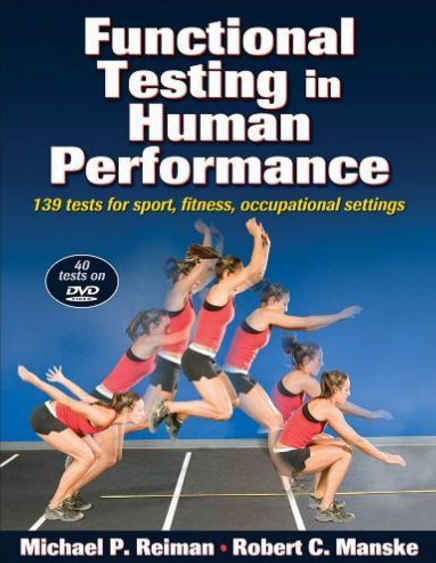 Functional
Testing in
Human
Performance
139 tests for sport, fitness, occupational settings
40
tests on
DVD
VIDEO
Michael P. Reiman • Robert C. Manske